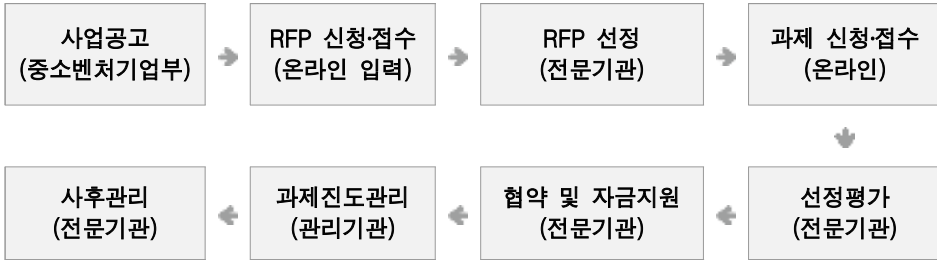 사업공고
(중소벤처기업부)
RFP 신청·접수
(온라인 입력)
RFP 선정
(전문기관)
과제 신청·접수
(온라인)
선정평가
(전문기관)
협약 및 자금지원
(전문기관)
과제진도관리
(관리기관)
사후관리
(전문기관)